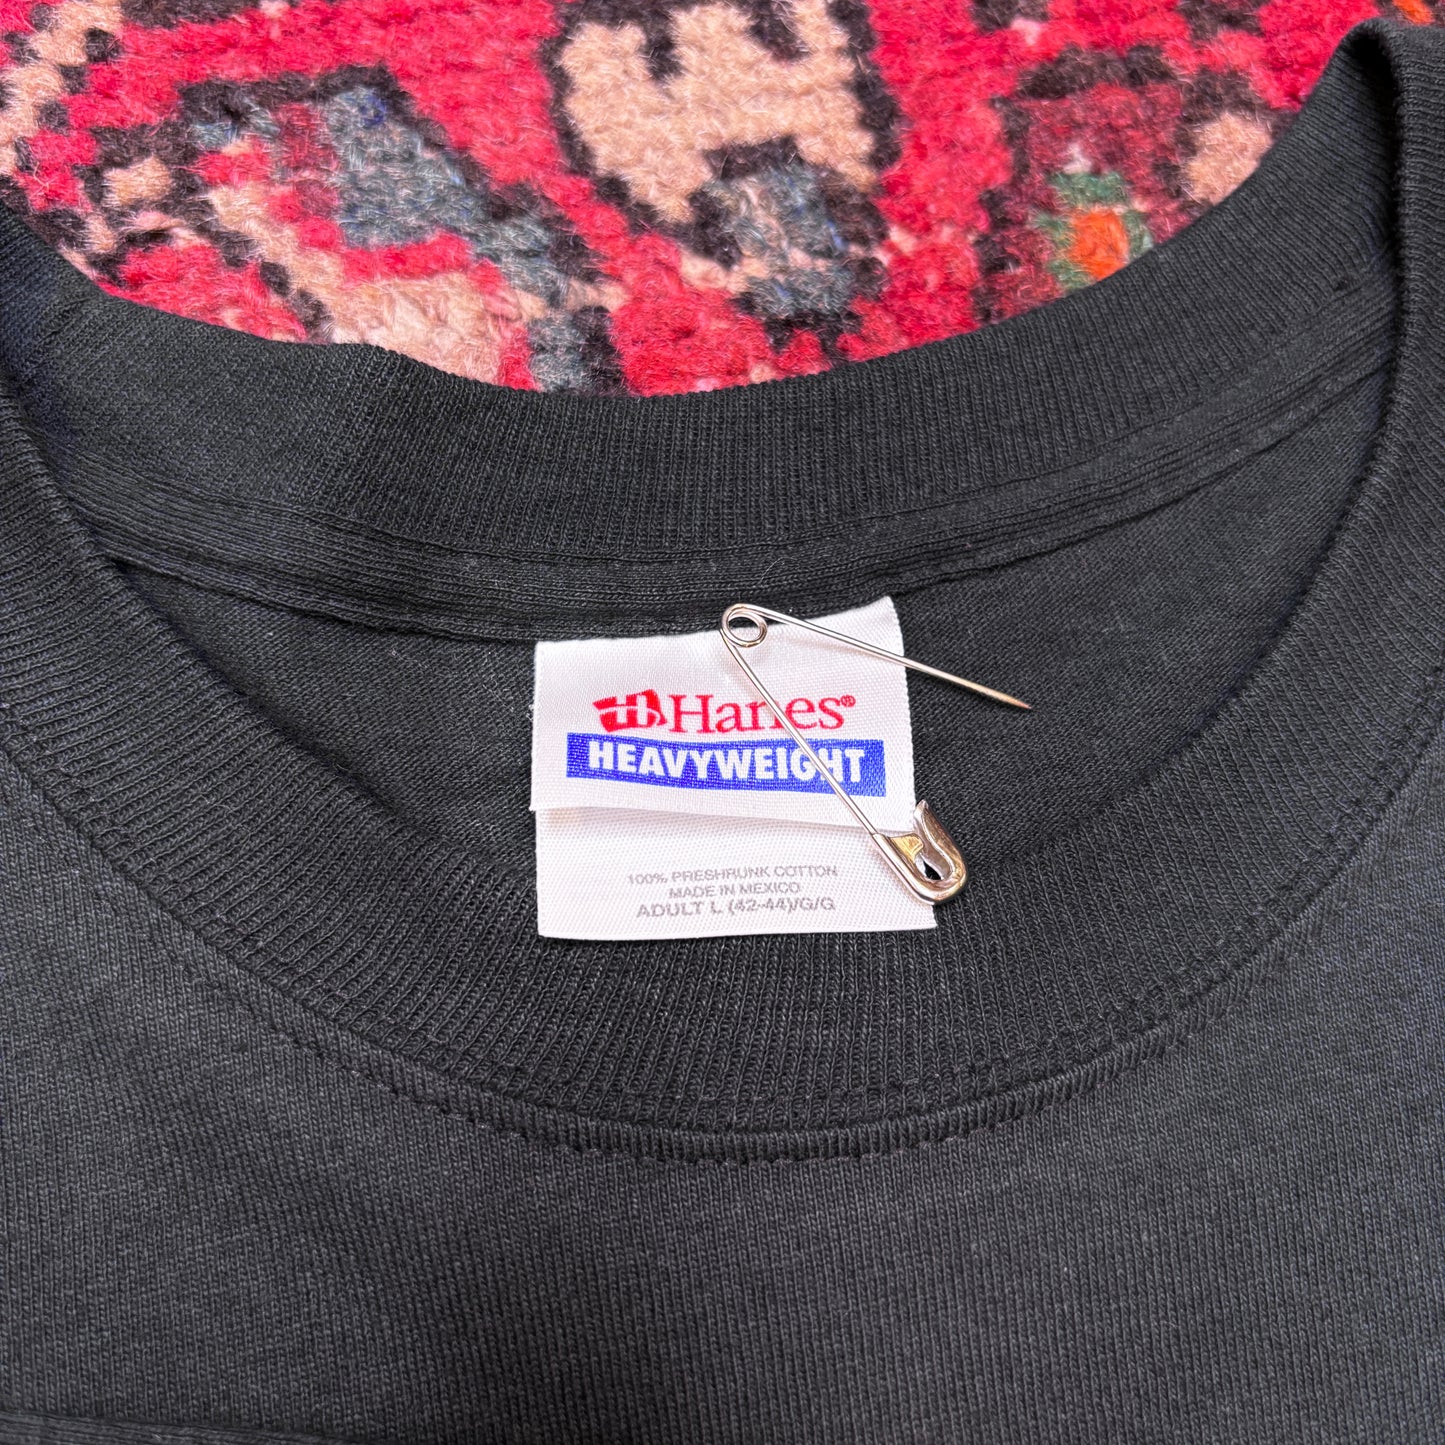 Hanes®
HEAVYWEIGHT
100% PRESHRUNK COTTON
MADE IN MEXICO
ADULT L (42-44)/G/G